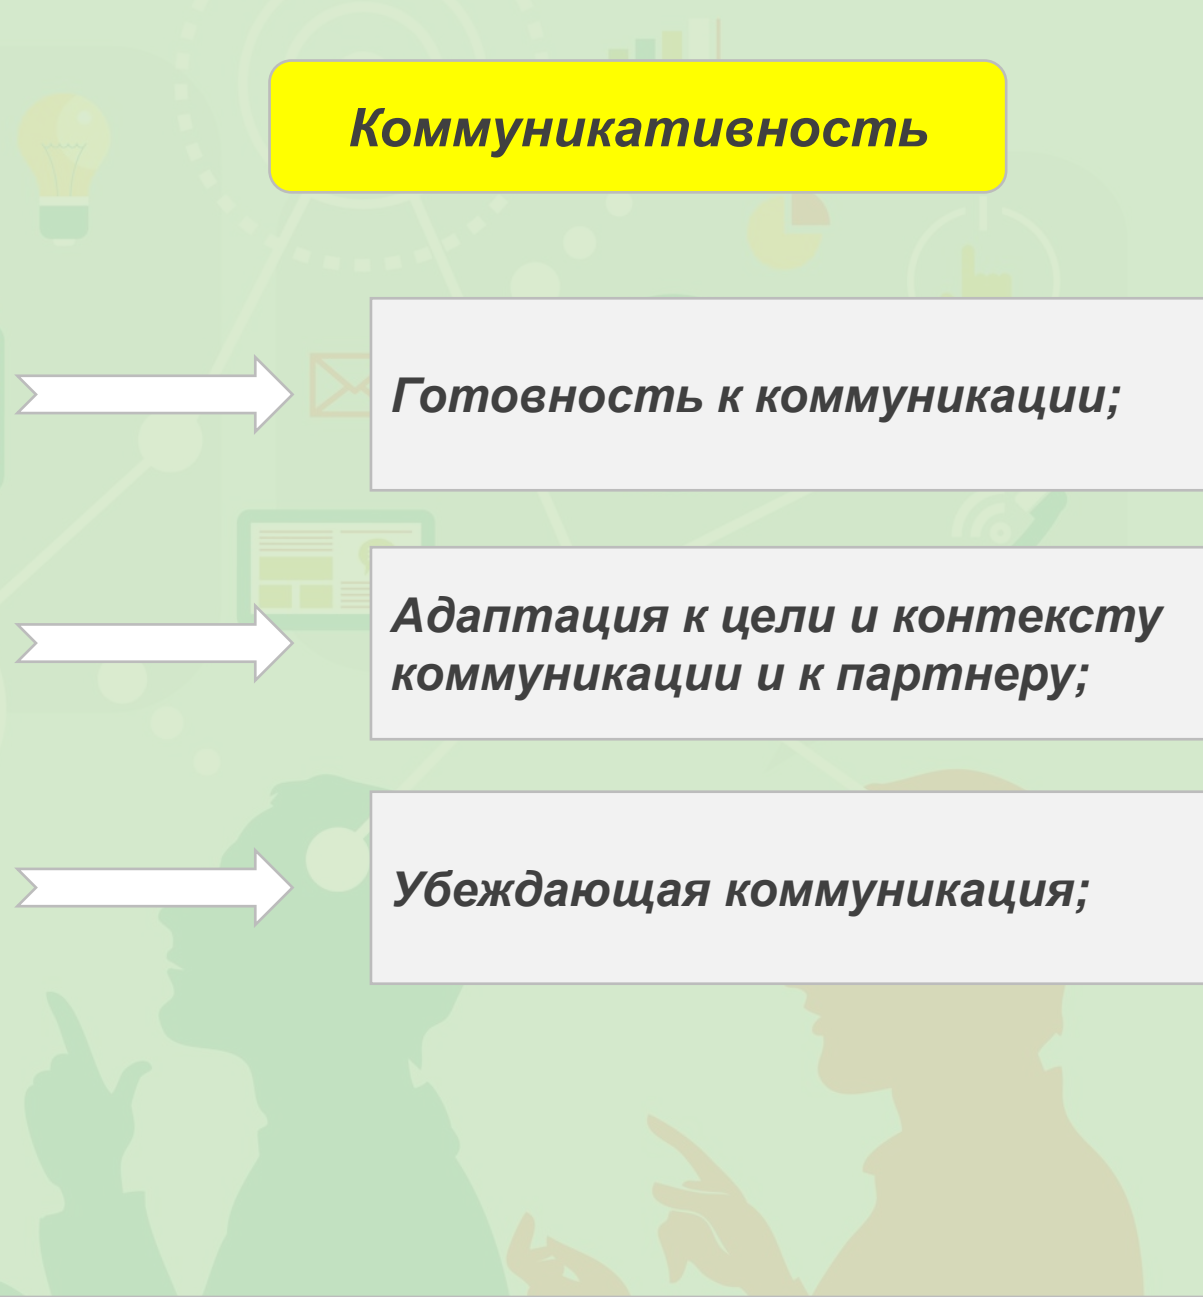 Коммуникативность
Готовность к коммуникации;
Адаптация к цели и контексту
коммуникации и к партнеру;
Убеждающая коммуникация;